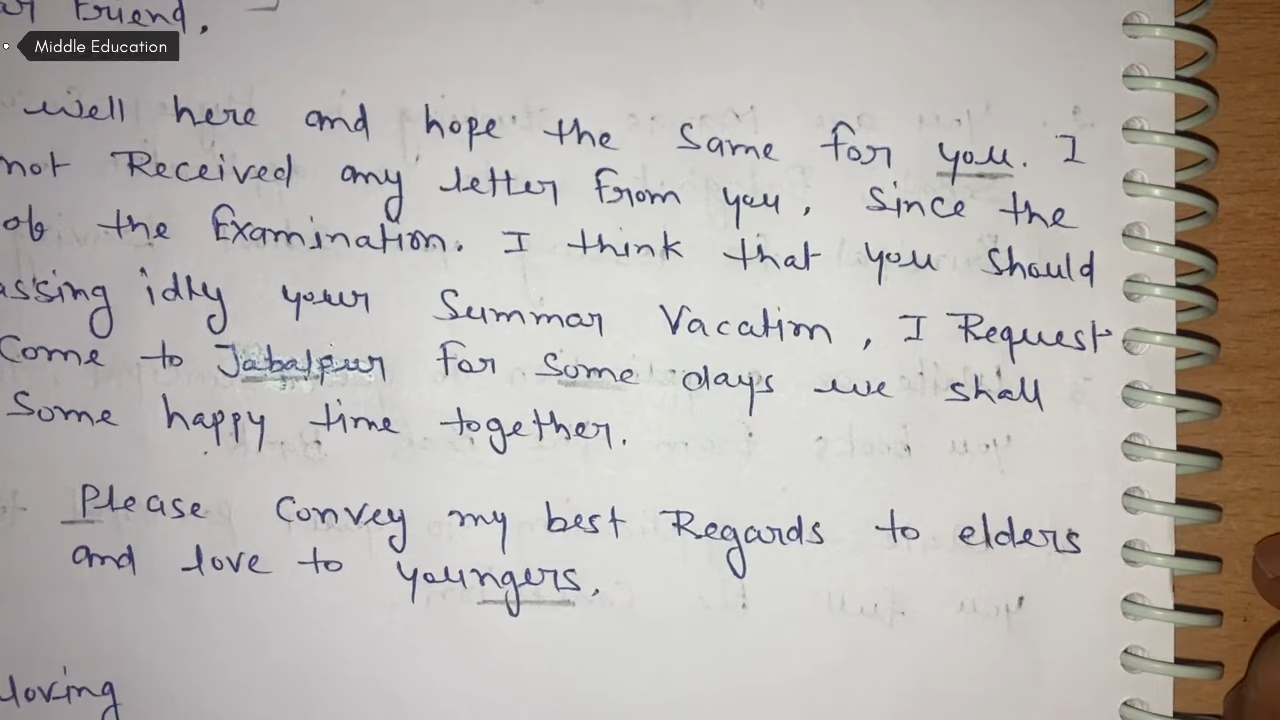 Friend.
Middle Education
well here and hope the Same for you. I
not Received any letter from you, Since the
of the Examination. I think that you should
assing idly your Summar Vacation, I Request
Come to Jabalpur for Some days we shall
Some happy time together.
Please Convey my best Regards to elders
and love to youngers.
loving